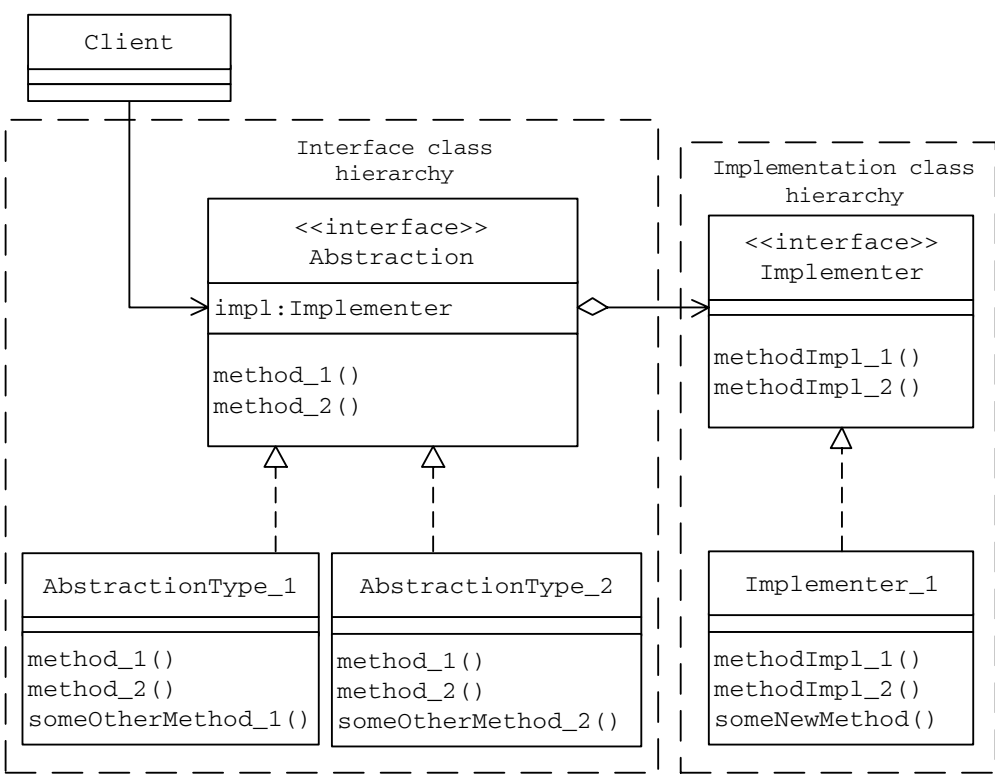 Client
Interface class
hierarchy
<<interface>>
Abstraction
impl:Implementer
method_1()
method_2()
AbstractionType_1
method_1()
method_2()
someOtherMethod_1()
AbstractionType_2
method_1()
method_2()
someOtherMethod_2()
Implementation class
hierarchy
<<interface>>
Implementer
methodImpl_1()
methodImpl_2()
Implementer_1
methodImpl_1()
methodImpl_2()
someNewMethod()